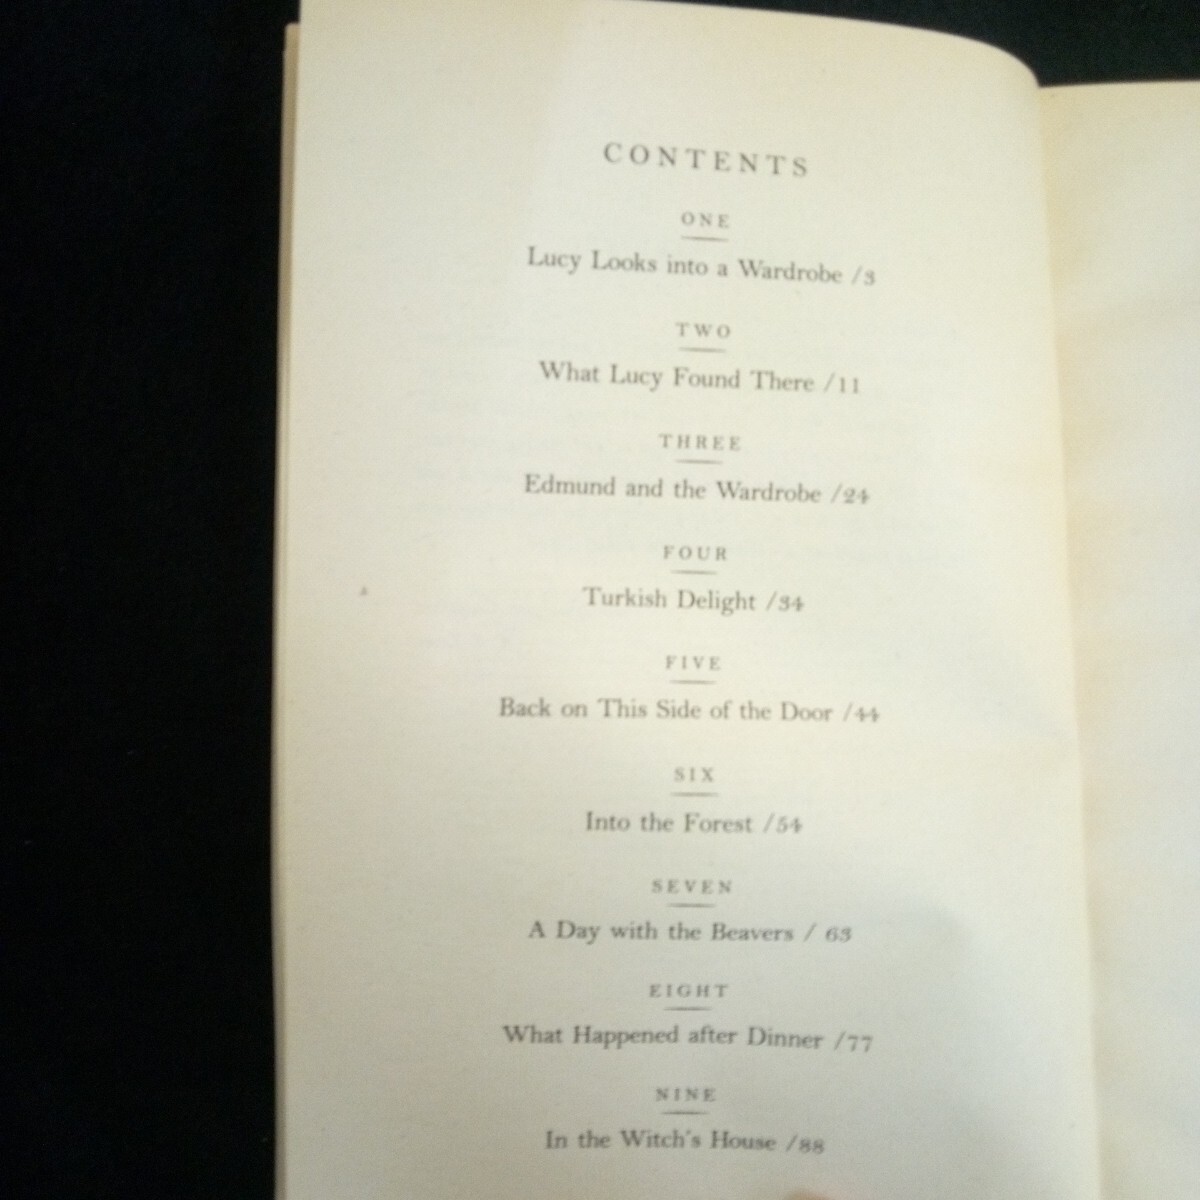 CONTENTS
ONE
Lucy Looks into a Wardrobe /3
TWO
What Lucy Found There /11
THREE
Edmund and the Wardrobe /24
FOUR
Turkish Delight /34
FIVE
Back on This Side of the Door /44
SIX
Into the Forest /54
SEVEN
A Day with the Beavers / 63
EIGHT
What Happened after Dinner /77
NINE
In the Witch's House /88